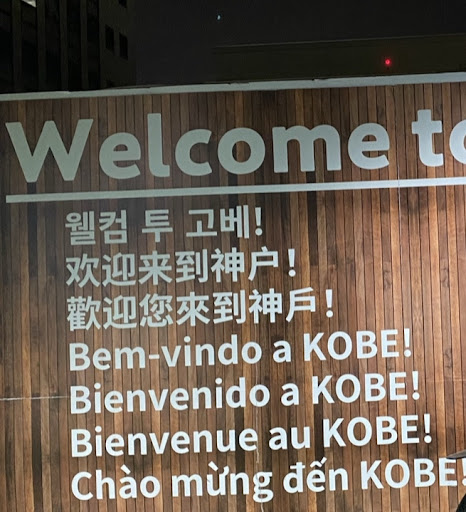 Welcome to
웰컴 투 고베!
欢迎来到神户!
歡迎您來到神戶!
Bem-vindo a KOBE!
Bienvenido a KOBE!
Bienvenue au KOBE!
Chào mừng đến KOBE!